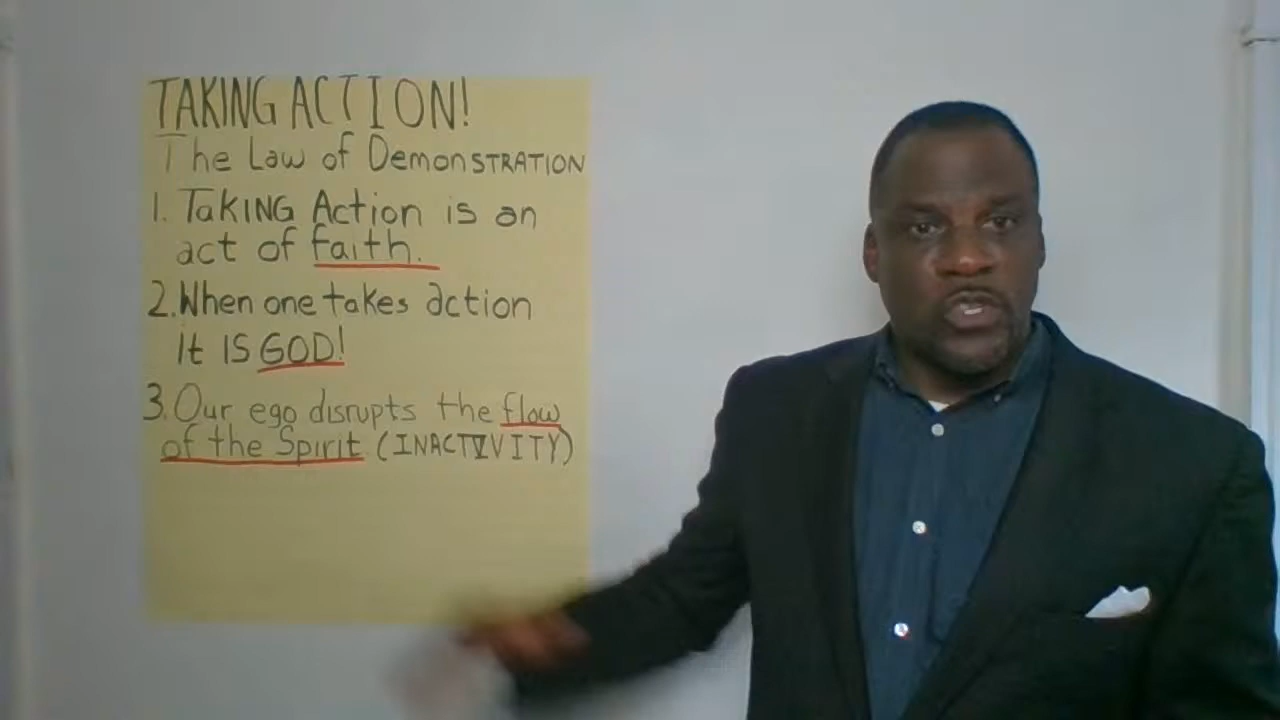 TAKING ACTION!
The Law of DemonSTRATION
1. TaKING Action is an
act of faith.
2. When one takes action
it IS GOD!
3. Our ego disrupts the flow
of the Spirit (INACTIVITY)